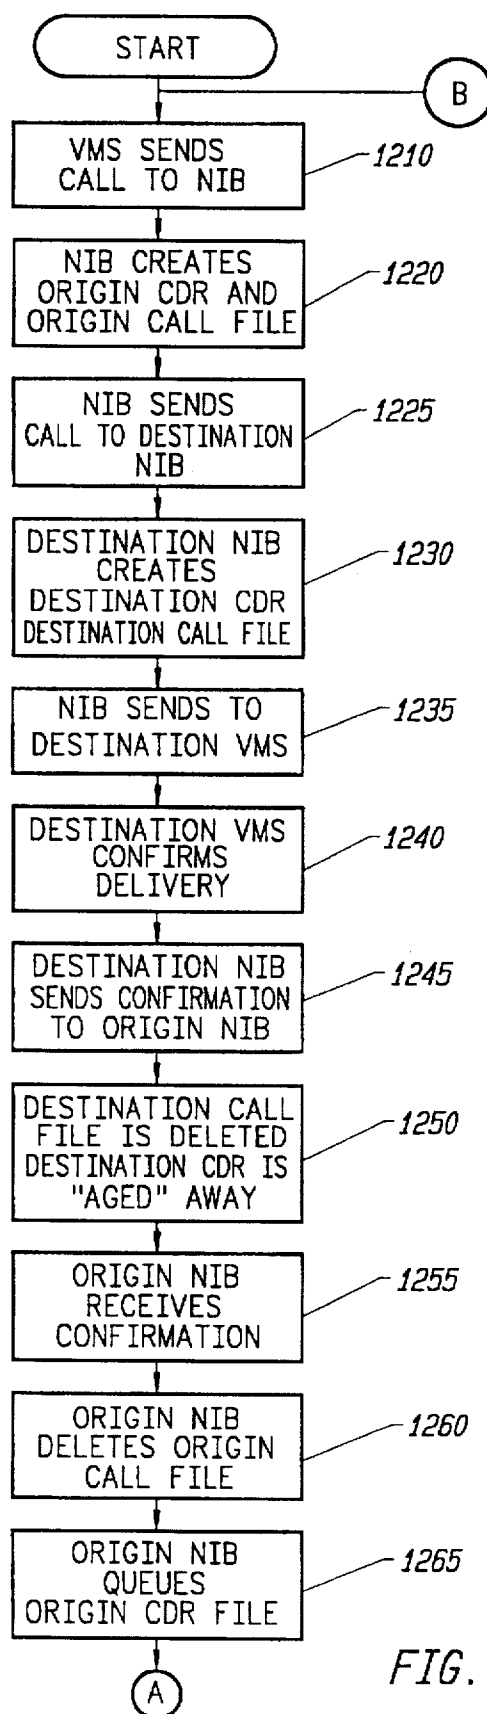 START
B
VMS SENDS
CALL TO NIB
1210
NIB CREATES
ORIGIN CDR AND
ORIGIN CALL FILE
1220
NIB SENDS
CALL TO DESTINATION
NIB
1225
DESTINATION NIB
CREATES
DESTINATION CDR
DESTINATION CALL FILE
1230
NIB SENDS TO
DESTINATION VMS
1235
DESTINATION VMS
CONFIRMS
DELIVERY
1240
DESTINATION NIB
SENDS CONFIRMATION
TO ORIGIN NIB
1245
DESTINATION CALL
FILE IS DELETED
DESTINATION CDR IS
"AGED" AWAY
1250
ORIGIN NIB
RECEIVES
CONFIRMATION
1255
ORIGIN NIB
DELETES ORIGIN
CALL FILE
1260
ORIGIN NIB
QUEUES
ORIGIN CDR FILE
1265
A
FIG.